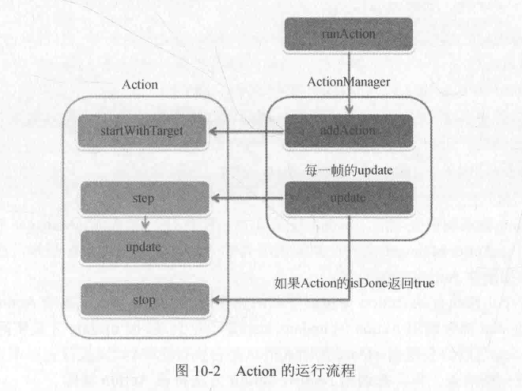 runAction
Action
ActionManager
startWithTarget
addAction
每一帧的update
step
update
update
如果Action的isDone返回true
stop
图 10-2 Action 的运行流程